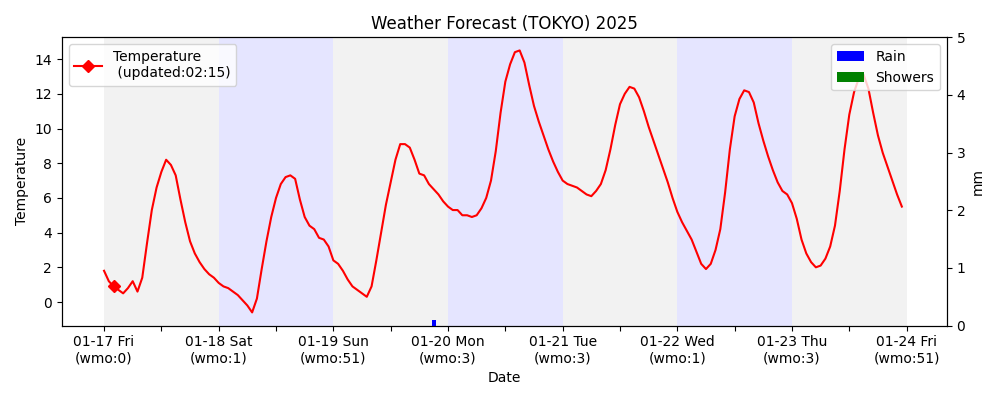 Weather Forecast (TOKYO) 2025
Temperature
(updated:02:15)
Rain
Showers
14
12
10
8
6
4
2
0
Temperature
5
4
3
2
1
0
mm
01-17 Fri 01-18 Sat 01-19 Sun 01-20 Mon 01-21 Tue 01-22 Wed 01-23 Thu 01-24 Fri
(wmo:0) (wmo:1) (wmo:51) (wmo:3) (wmo:3) (wmo:1) (wmo:3) (wmo:51)
Date